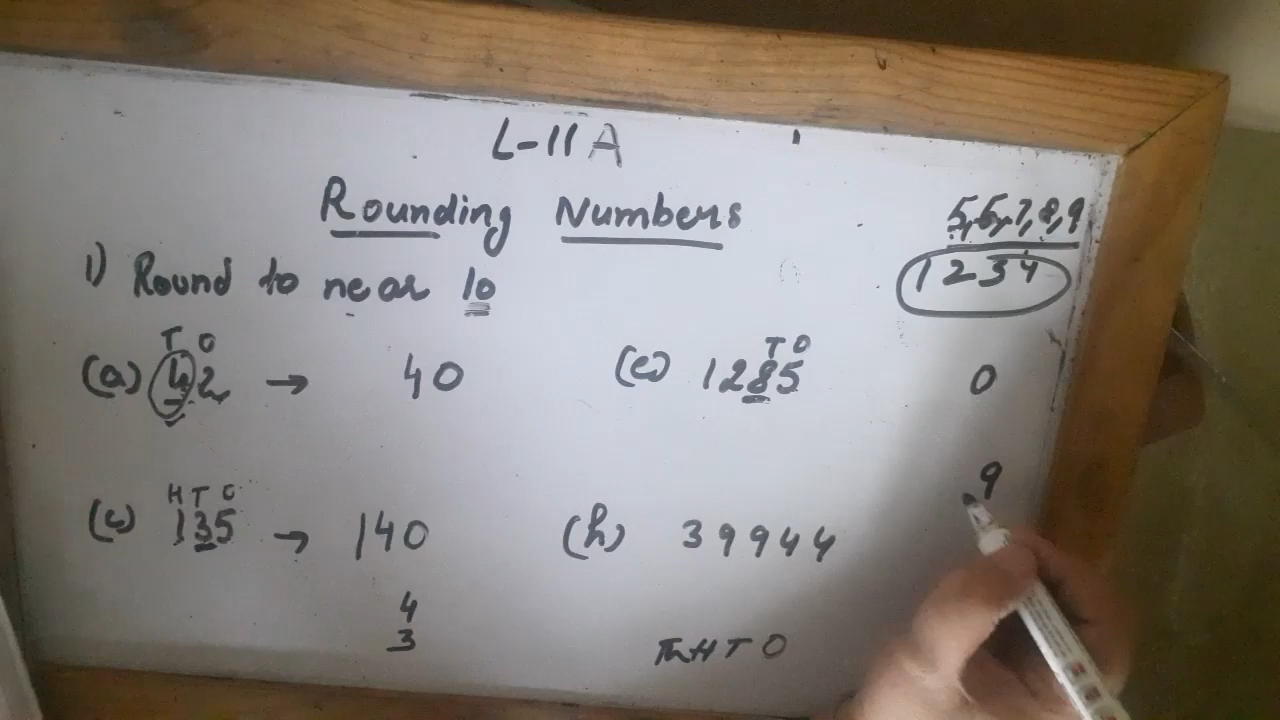 L-11A
Rounding Numbers
5,6,7,8,9
1 2 3 4
1) Round to near 10
T O
(a) 42 → 40
T O
(e) 1285
0
9
H T O
(c) 135 → 140
4
3
(h) 39944
Th H T O